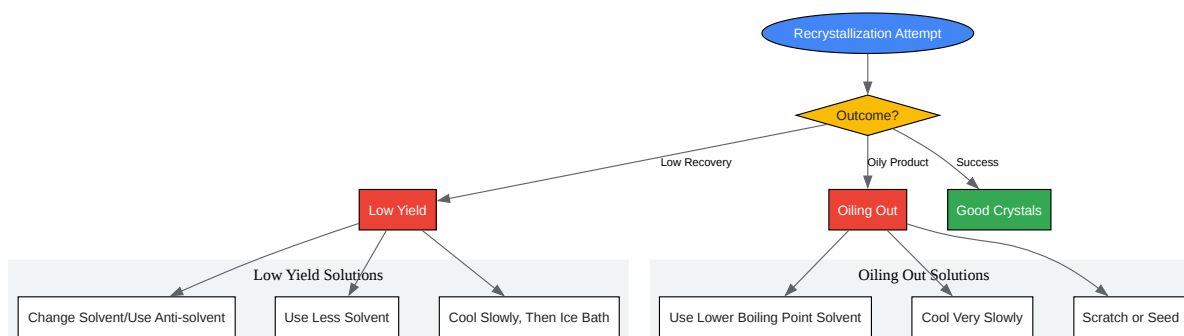 Recrystallization Attempt
Outcome?
Low Recovery
Oily Product
Success
Low Yield
Oiling Out
Good Crystals
Low Yield Solutions
Oiling Out Solutions
Change Solvent/Use Anti-solvent
Use Less Solvent
Cool Slowly, Then Ice Bath
Use Lower Boiling Point Solvent
Cool Very Slowly
Scratch or Seed